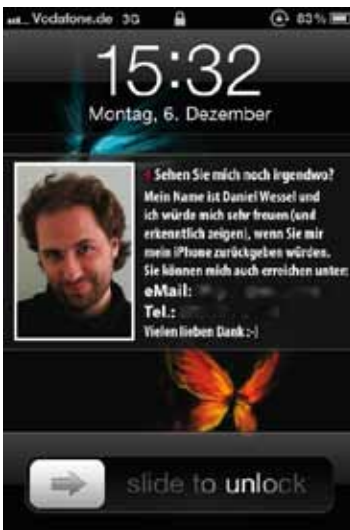 Vodafone.de 3G 83%
15:32
Montag, 6. Dezember
Sehen Sie mich noch irgendwo?
Mein Name ist Daniel Wessel und
ich würde mich sehr freuen (und
erkenntlich zeigen), wenn Sie mir
mein iPhone zurückgeben würden.
Sie können mich auch erreichen unter:
eMail:
Tel.:
Vielen lieben Dank :-)
slide to unlock